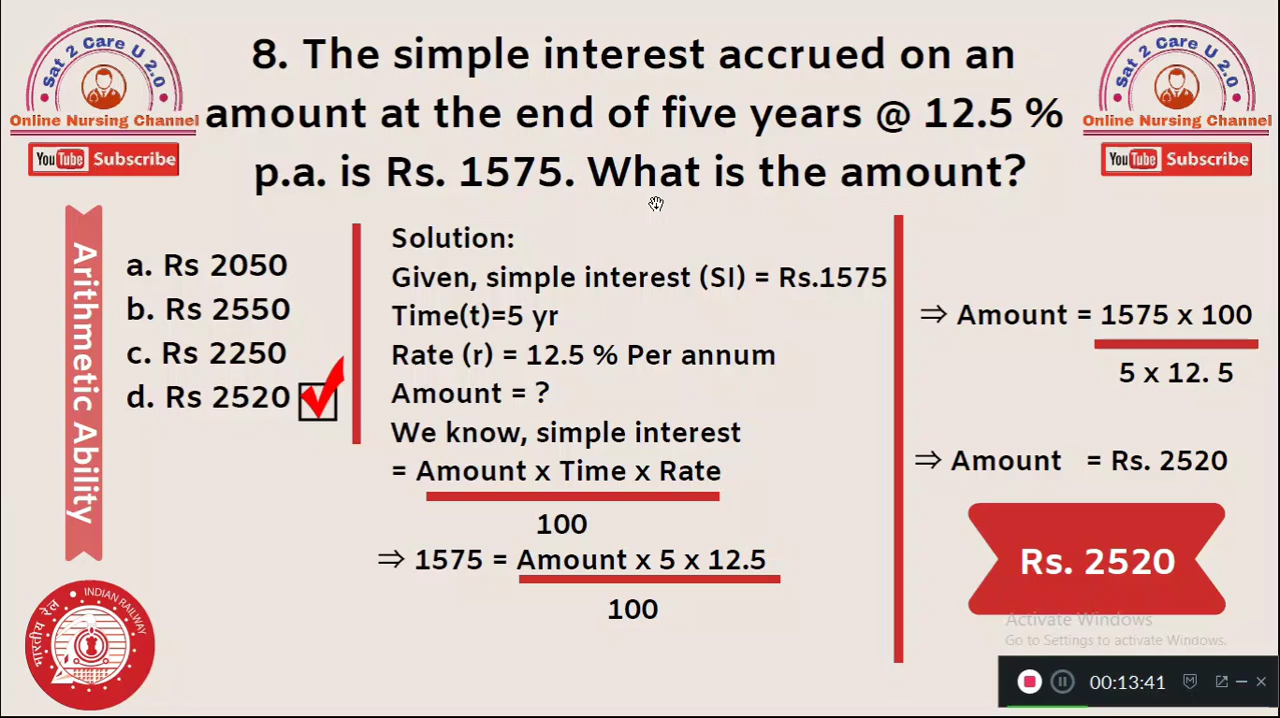 8. The simple interest accrued on an
amount at the end of five years @ 12.5 %
p.a. is Rs. 1575. What is the amount?
Sat 2 Care U 2.0
Online Nursing Channel
YouTube Subscribe
Sat 2 Care U 2.0
Online Nursing Channel
YouTube Subscribe
Arithmetic Ability
a. Rs 2050
b. Rs 2550
c. Rs 2250
d. Rs 2520
Solution:
Given, simple interest (SI) = Rs.1575
Time(t)=5 yr
Rate (r) = 12.5 % Per annum
Amount = ?
We know, simple interest
= Amount x Time x Rate
100
⇒ 1575 = Amount x 5 x 12.5
100
⇒ Amount = 1575 x 100
5 x 12. 5
⇒ Amount = Rs. 2520
Rs. 2520
भारतीय रेल
INDIAN RAILWAY
Activate Windows
Go to Settings to activate Windows.
00:13:41